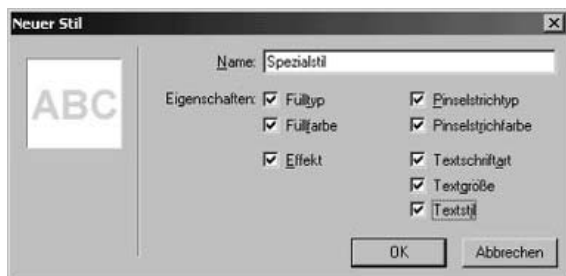 Neuer Stil
ABC
Name: Spezialstil
Eigenschaften: Fülltyp Pinselstrichtyp
Füllfarbe Pinselstrichfarbe
Effekt Textschriftart
Textgröße
Textstil
OK Abbrechen